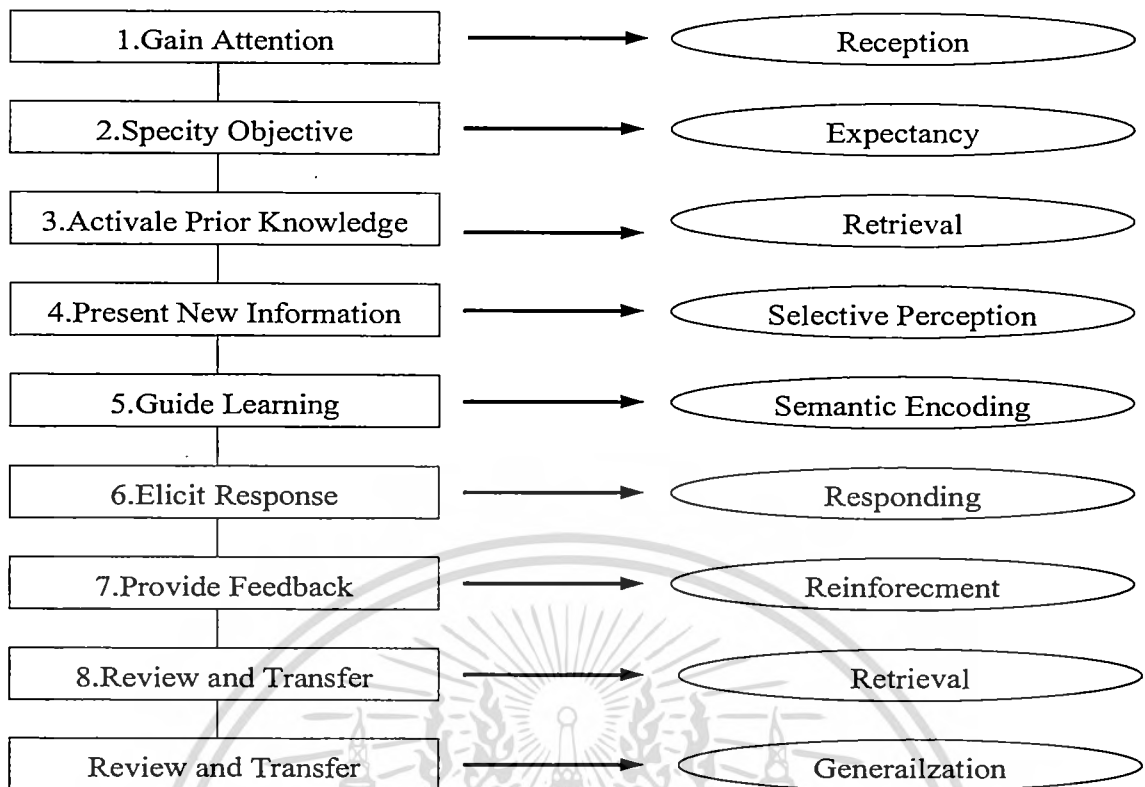 1.Gain Attention
Reception
2.Specity Objective
Expectancy
3.Activale Prior Knowledge
Retrieval
4.Present New Information
Selective Perception
5.Guide Learning
Semantic Encoding
6.Elicit Response
Responding
7.Provide Feedback
Reinforecment
8.Review and Transfer
Retrieval
Review and Transfer
Generailzation